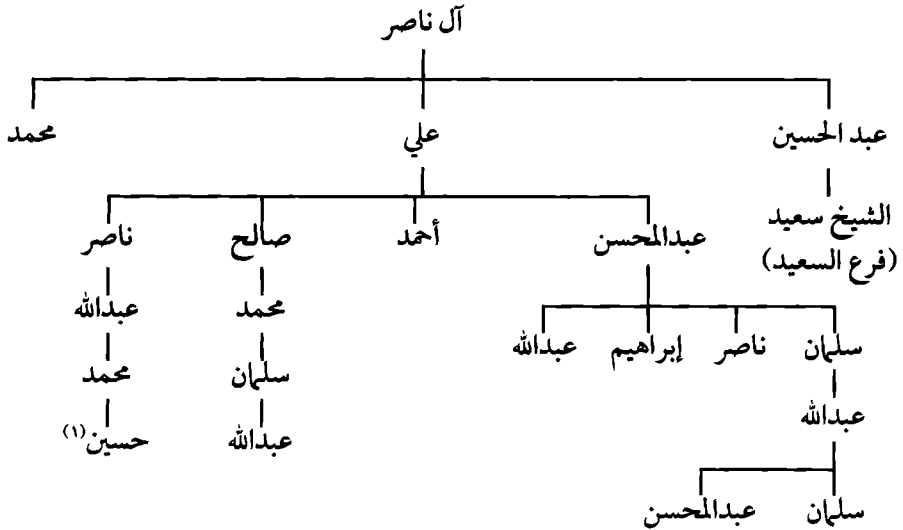 آل ناصر
عبد الحسين علي محمد
الشيخ سعيد
(فرع السعيد)
عبدالمحسن أحمد صالح ناصر
محمد عبدالله
سلمان ناصر إبراهيم عبدالله
سلمان محمد
عبدالله
عبدالله حسين(١)
سلمان عبدالمحسن